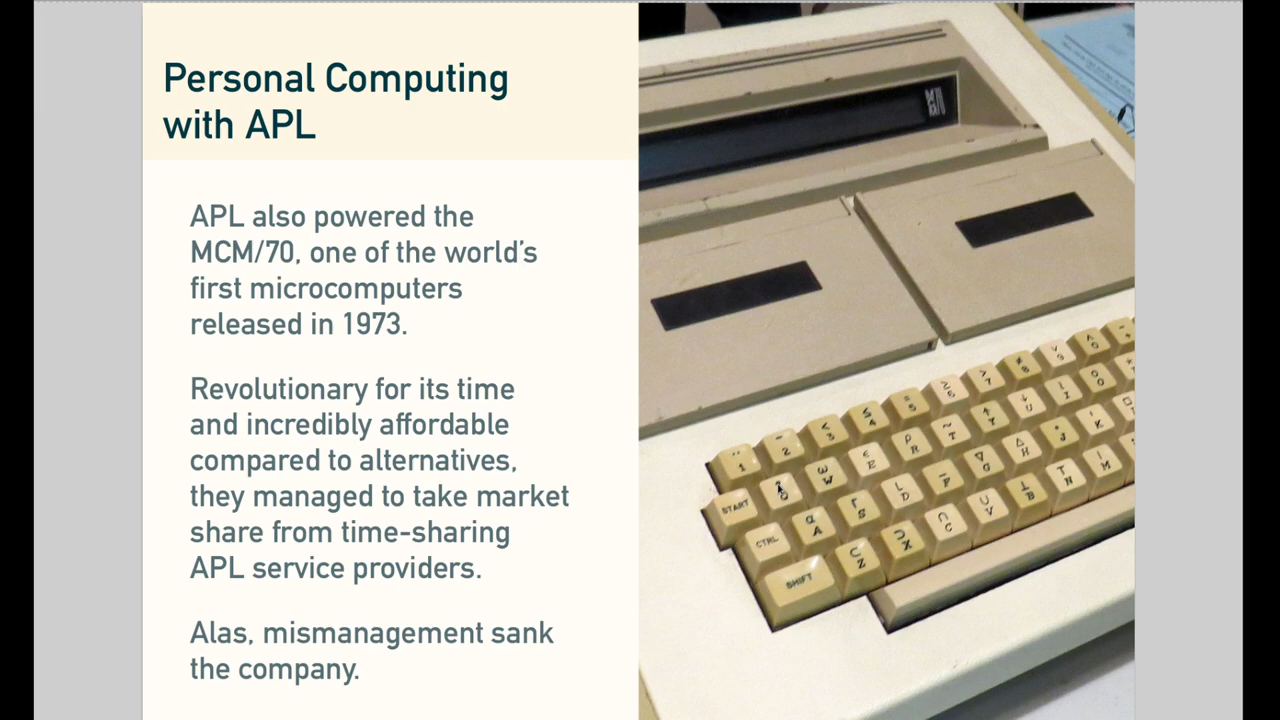 Personal Computing
with APL
APL also powered the
MCM/70, one of the world’s
first microcomputers
released in 1973.
Revolutionary for its time
and incredibly affordable
compared to alternatives,
they managed to take market
share from time-sharing
APL service providers.
Alas, mismanagement sank
the company.
START
CTRL
SHIFT